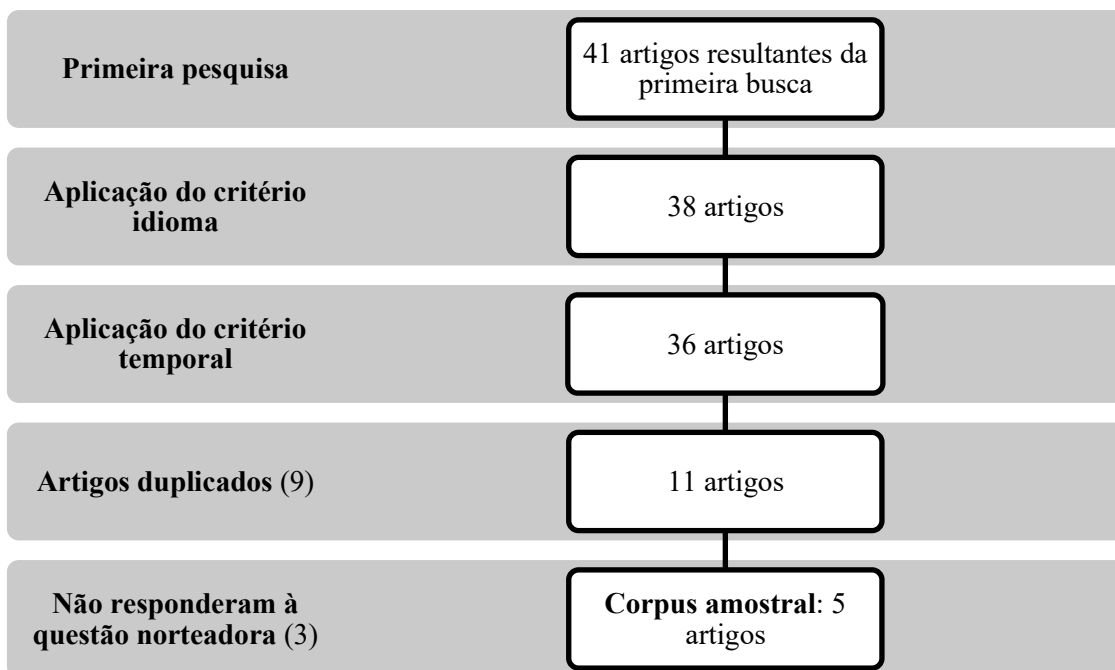 Primeira pesquisa
41 artigos resultantes da
primeira busca
Aplicação do critério
idioma
38 artigos
Aplicação do critério
temporal
36 artigos
Artigos duplicados (9)
11 artigos
Não responderam à
questão norteadora (3)
Corpus amostral: 5
artigos